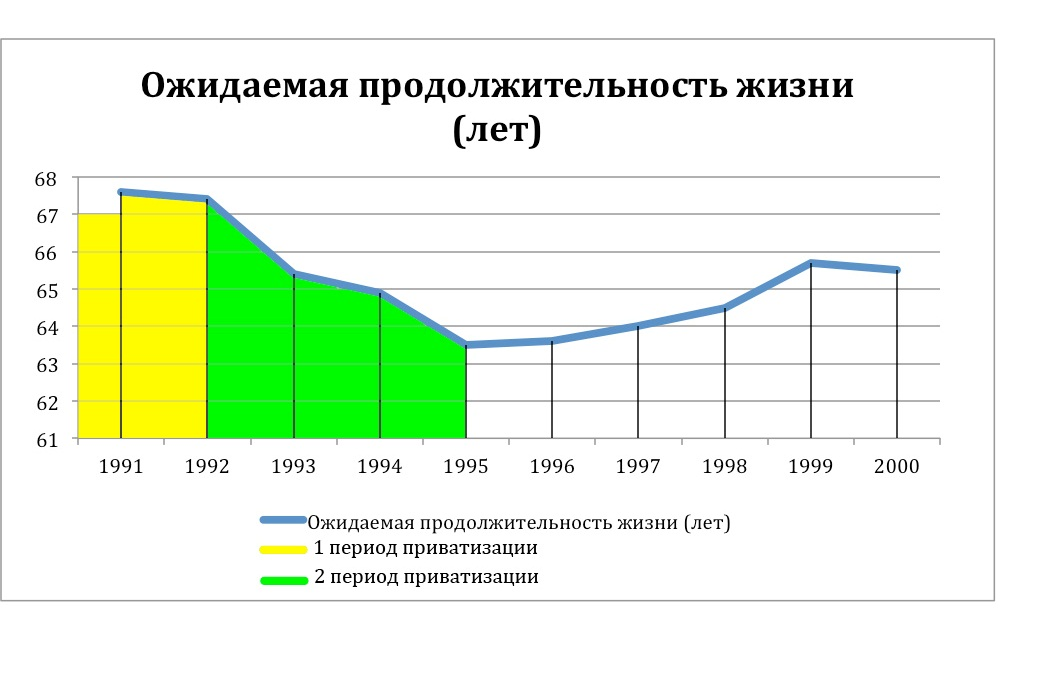 Ожидаемая продолжительность жизни
(лет)
68
67
66
65
64
63
62
61
1991 1992 1993 1994 1995 1996 1997 1998 1999 2000
Ожидаемая продолжительность жизни (лет)
1 период приватизации
2 период приватизации